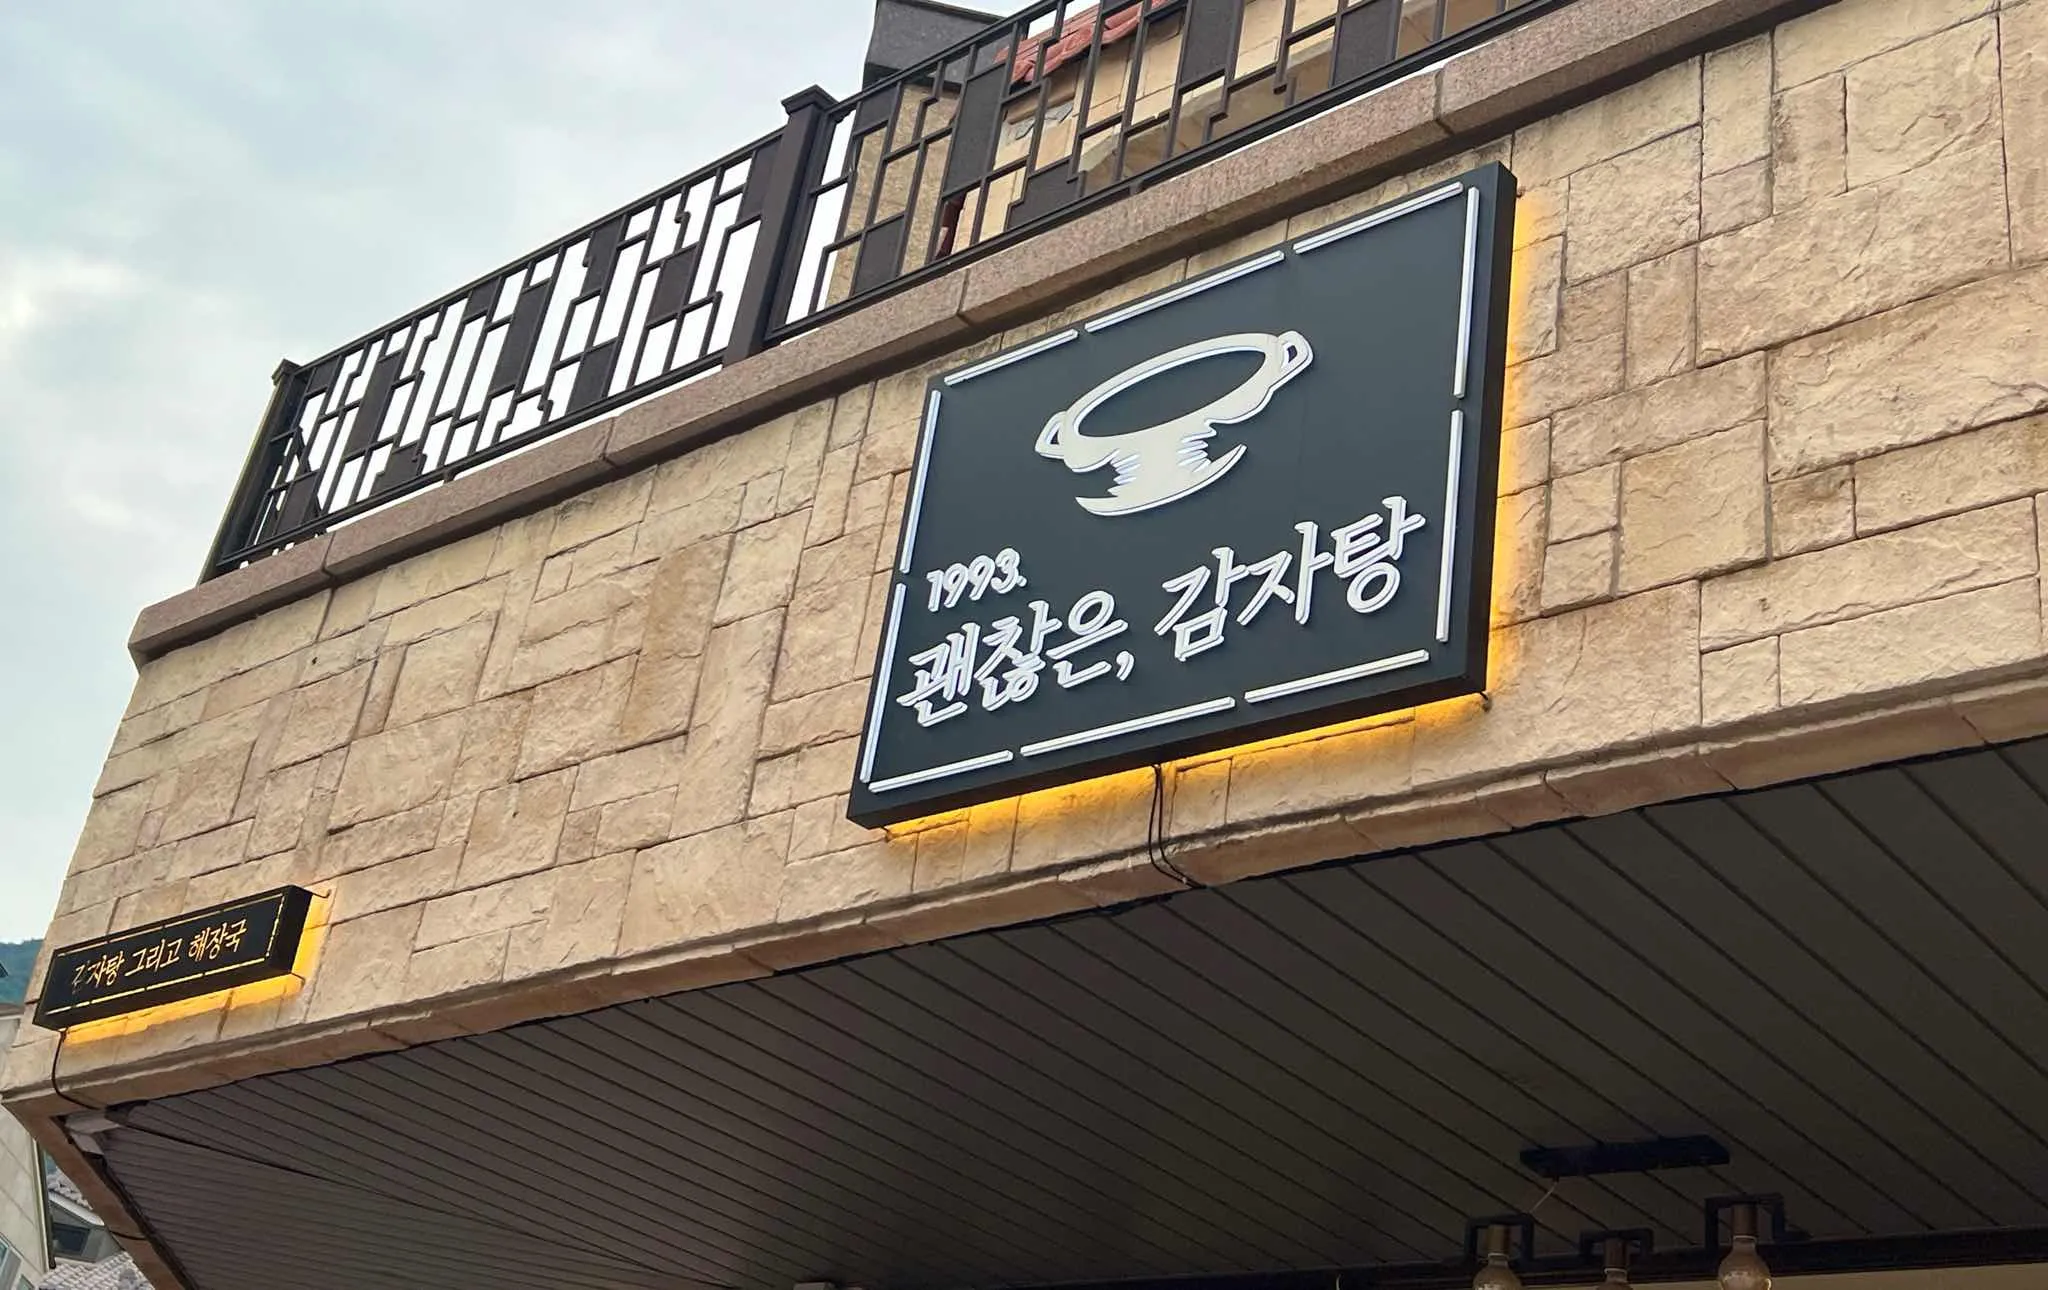 1993.
괜찮은, 감자탕
감자탕 그리고 해장국